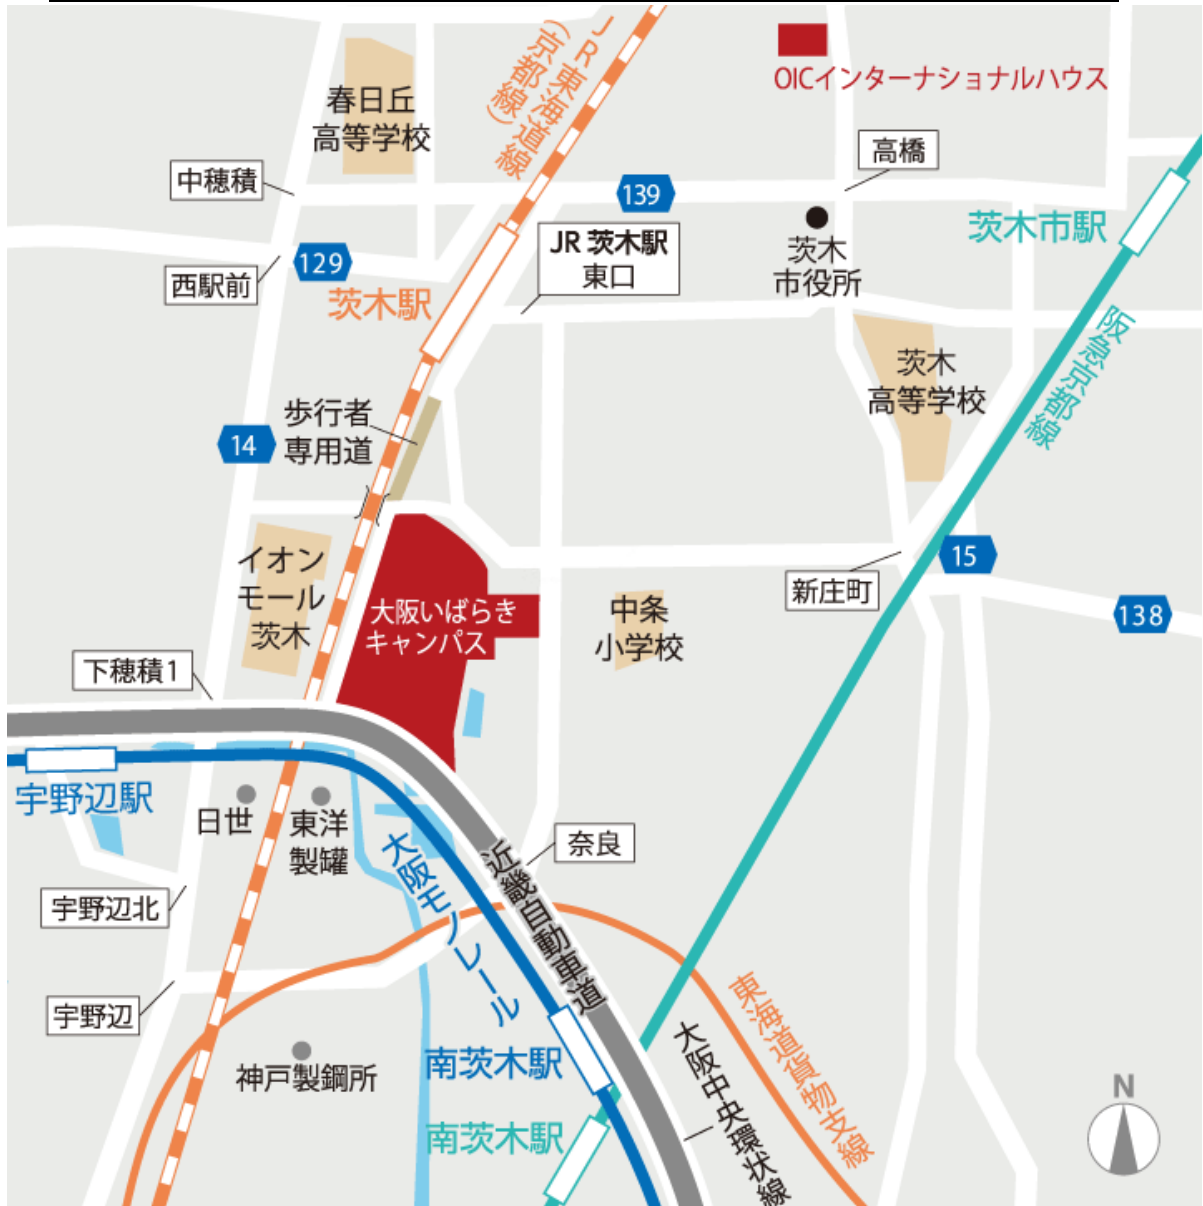 JR東海道線
(京都線)
OICインターナショナルハウス
春日丘
高等学校
高橋
中穂積
139
茨木市駅
JR 茨木駅
東口
茨木
市役所
129
西駅前
茨木駅
阪急京都線
茨木
高等学校
歩行者
専用道
14
イオン
モール
茨木
15
新庄町
大阪いばらき
キャンパス
中条
小学校
138
下穂積1
宇野辺駅
日世
東洋
製罐
奈良
大阪モノレール
近畿自動車道
宇野辺北
宇野辺
東海道貨物支線
神戸製鋼所
南茨木駅
大阪中央環状線
南茨木駅
N